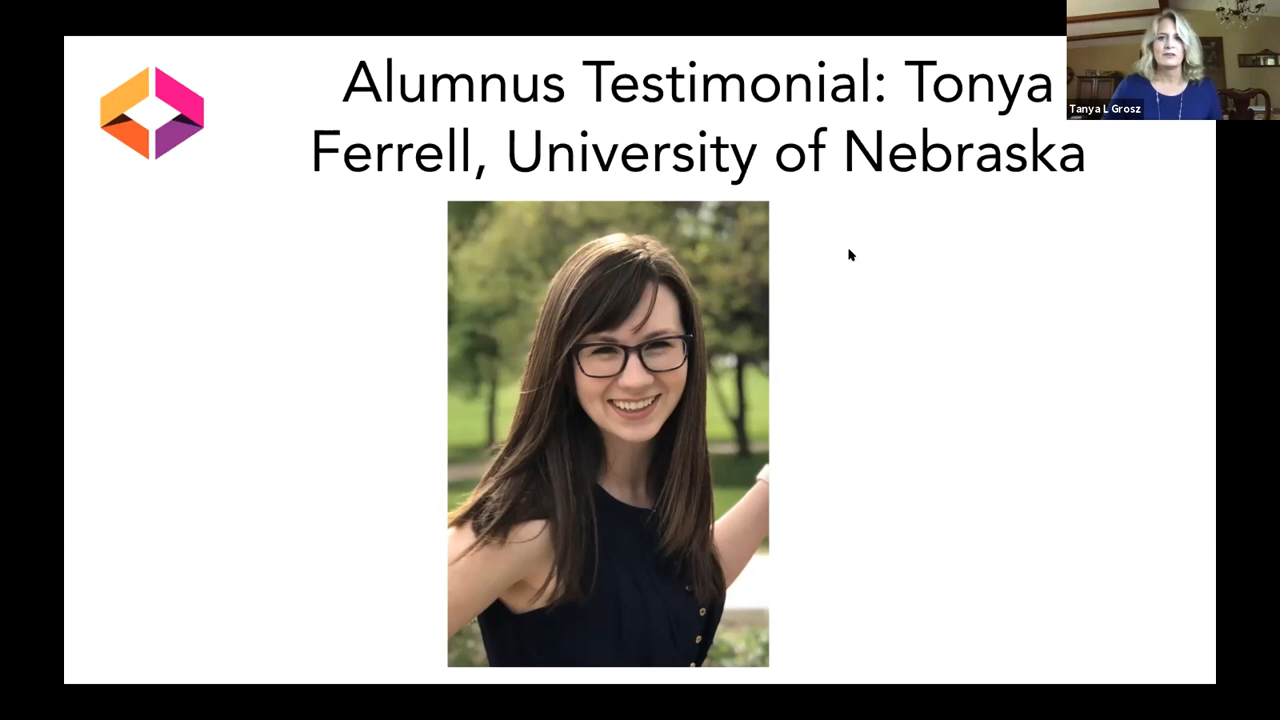 Alumnus Testimonial: Tonya
Ferrell, University of Nebraska
Tanya L Grosz